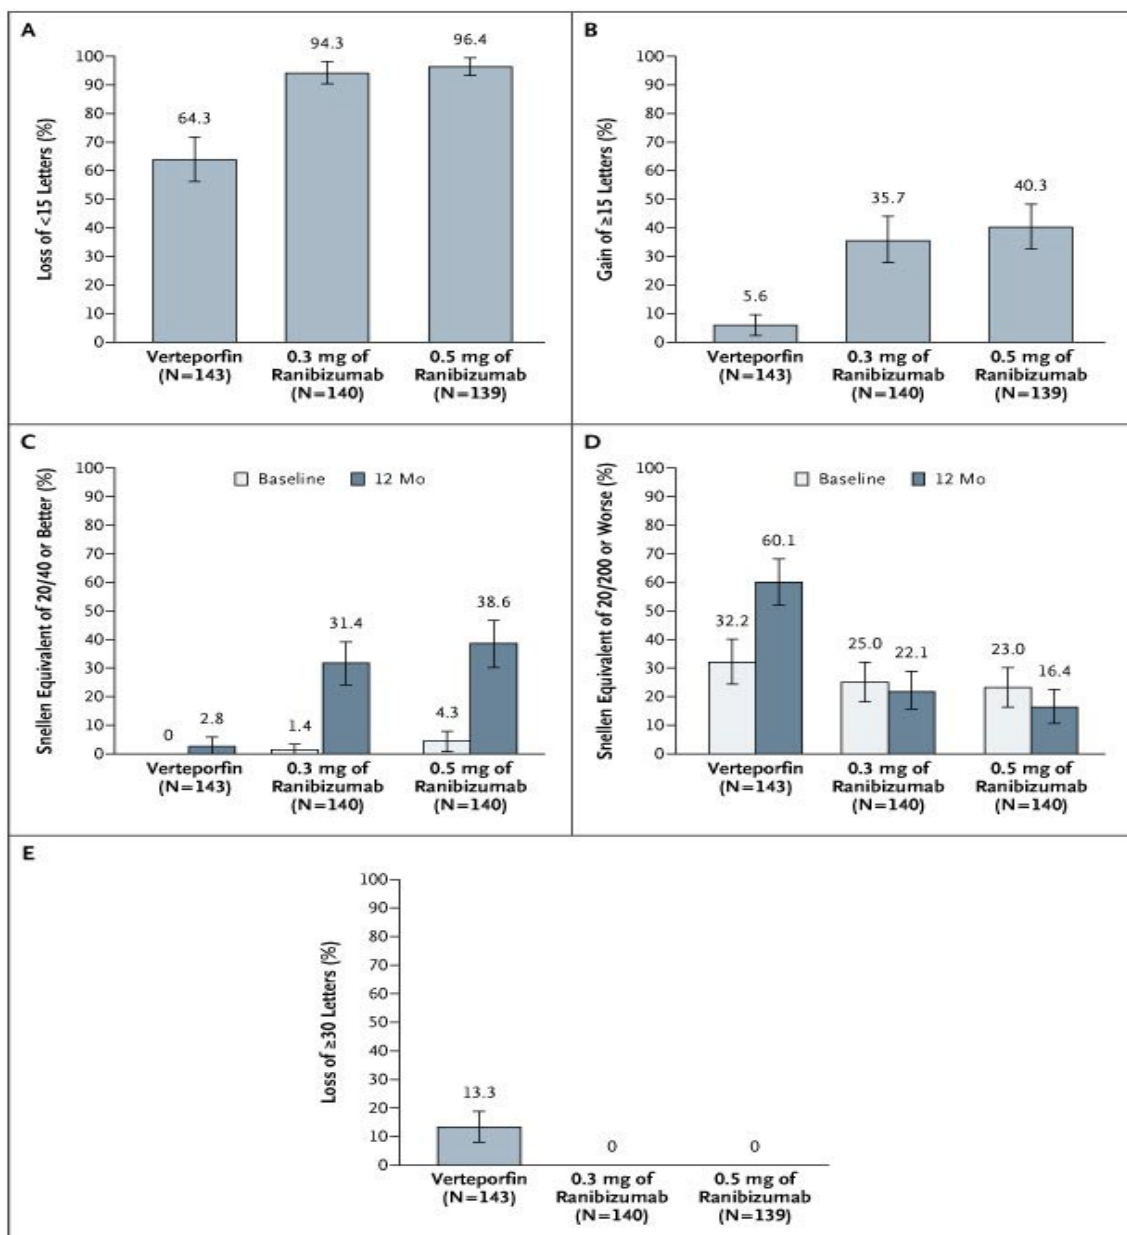 A
Loss of <15 Letters (%)
100
90
80
70
60
50
40
30
20
10
0
64.3
94.3
96.4
Verteporfin
(N=143)
0.3 mg of
Ranibizumab
(N=140)
0.5 mg of
Ranibizumab
(N=139)
B
Gain of ≥15 Letters (%)
100
90
80
70
60
50
40
30
20
10
0
5.6
35.7
40.3
Verteporfin
(N=143)
0.3 mg of
Ranibizumab
(N=140)
0.5 mg of
Ranibizumab
(N=139)
C
Snellen Equivalent of 20/40 or Better (%)
Baseline
12 Mo
100
90
80
70
60
50
40
30
20
10
0
0
2.8
1.4
31.4
4.3
38.6
Verteporfin
(N=143)
0.3 mg of
Ranibizumab
(N=140)
0.5 mg of
Ranibizumab
(N=140)
D
Snellen Equivalent of 20/200 or Worse (%)
Baseline
12 Mo
100
90
80
70
60
50
40
30
20
10
0
32.2
60.1
25.0
22.1
23.0
16.4
Verteporfin
(N=143)
0.3 mg of
Ranibizumab
(N=140)
0.5 mg of
Ranibizumab
(N=140)
E
Loss of ≥30 Letters (%)
100
90
80
70
60
50
40
30
20
10
0
13.3
0
0
Verteporfin
(N=143)
0.3 mg of
Ranibizumab
(N=140)
0.5 mg of
Ranibizumab
(N=139)